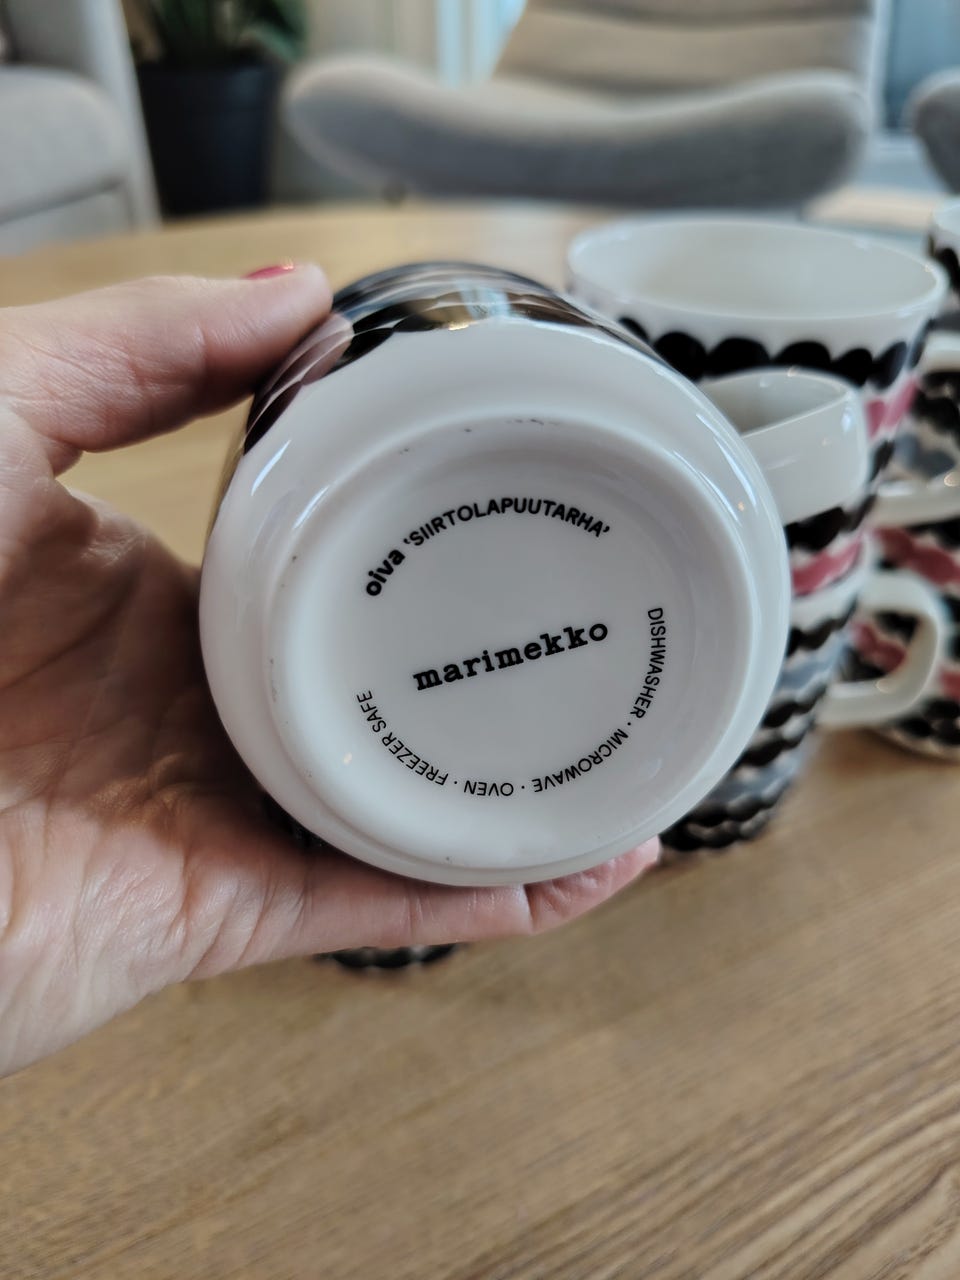 oiva ‘SIIRTOLAPUUTARHA’
marimekko
DISHWASHER · MICROWAVE · OVEN · FREEZER SAFE